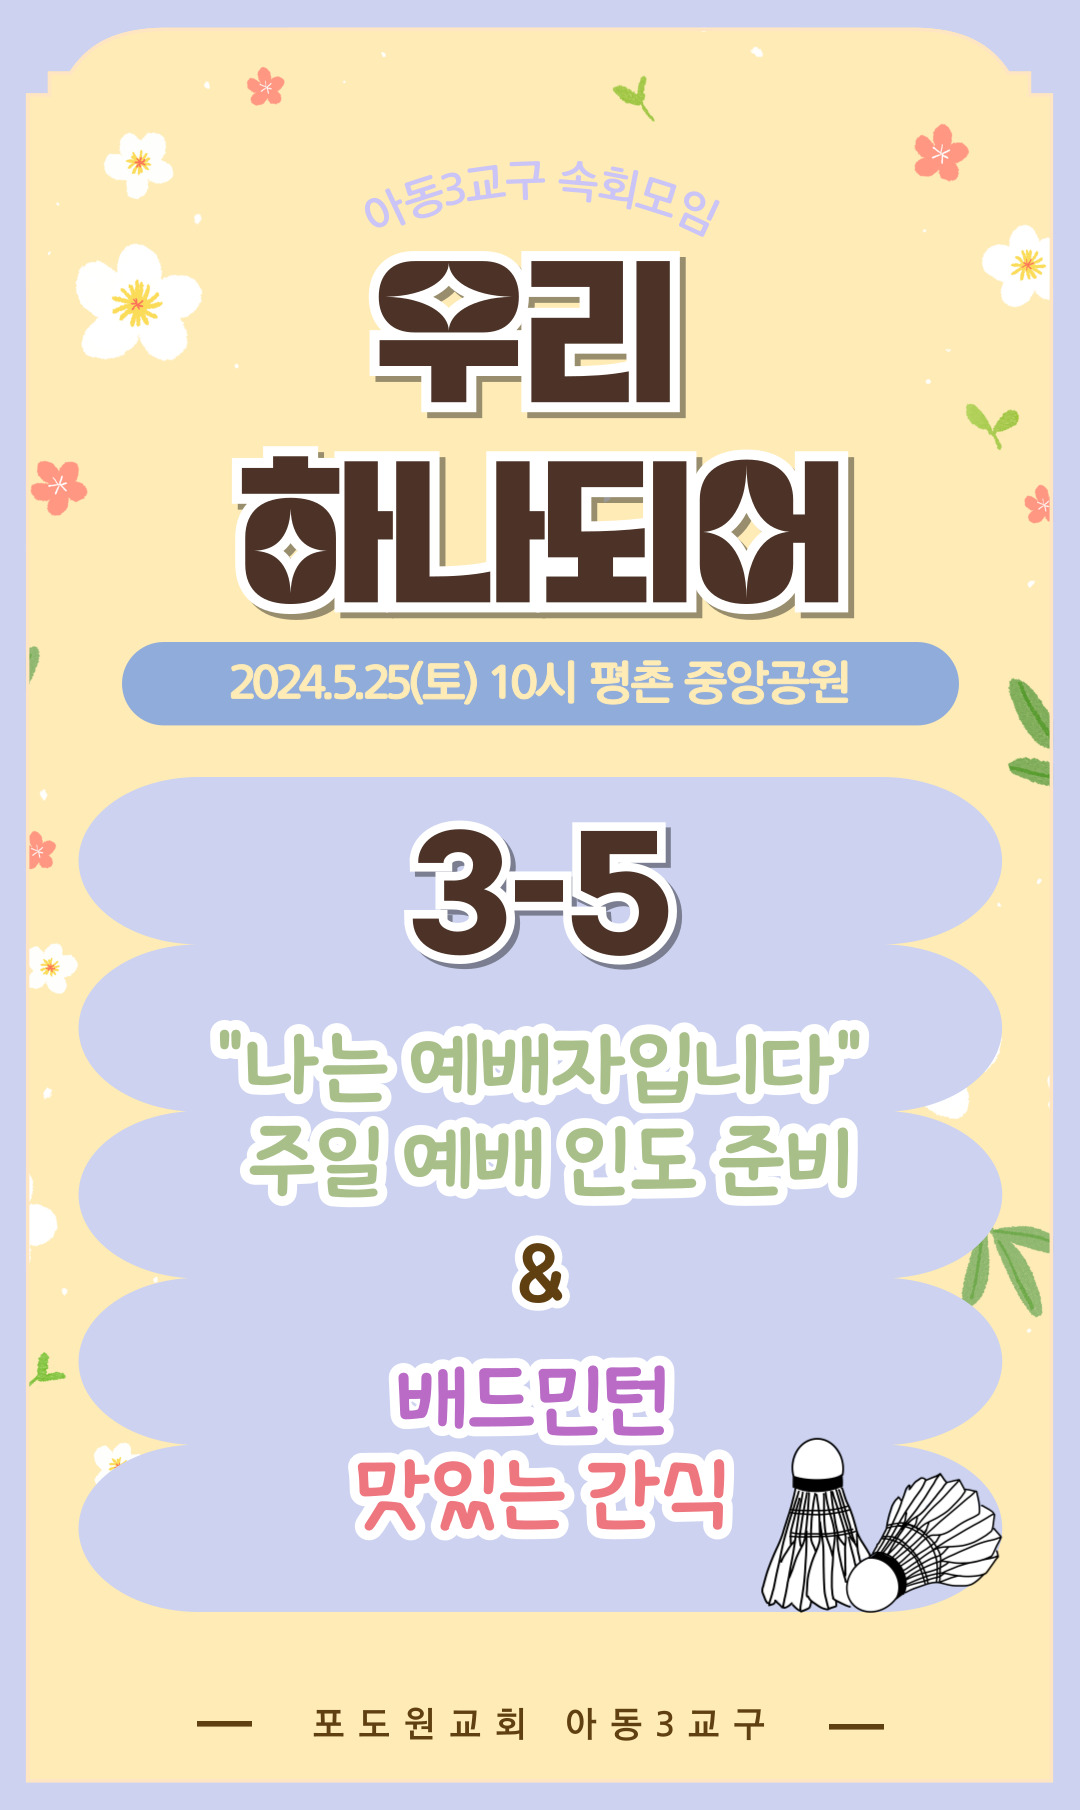 아동3교구 속회모임
우리
하나되어
2024.5.25(토) 10시 평촌 중앙공원
3-5
"나는 예배자입니다"
주일 예배 인도 준비
&
배드민턴
맛있는 간식
포도원교회 아동3교구